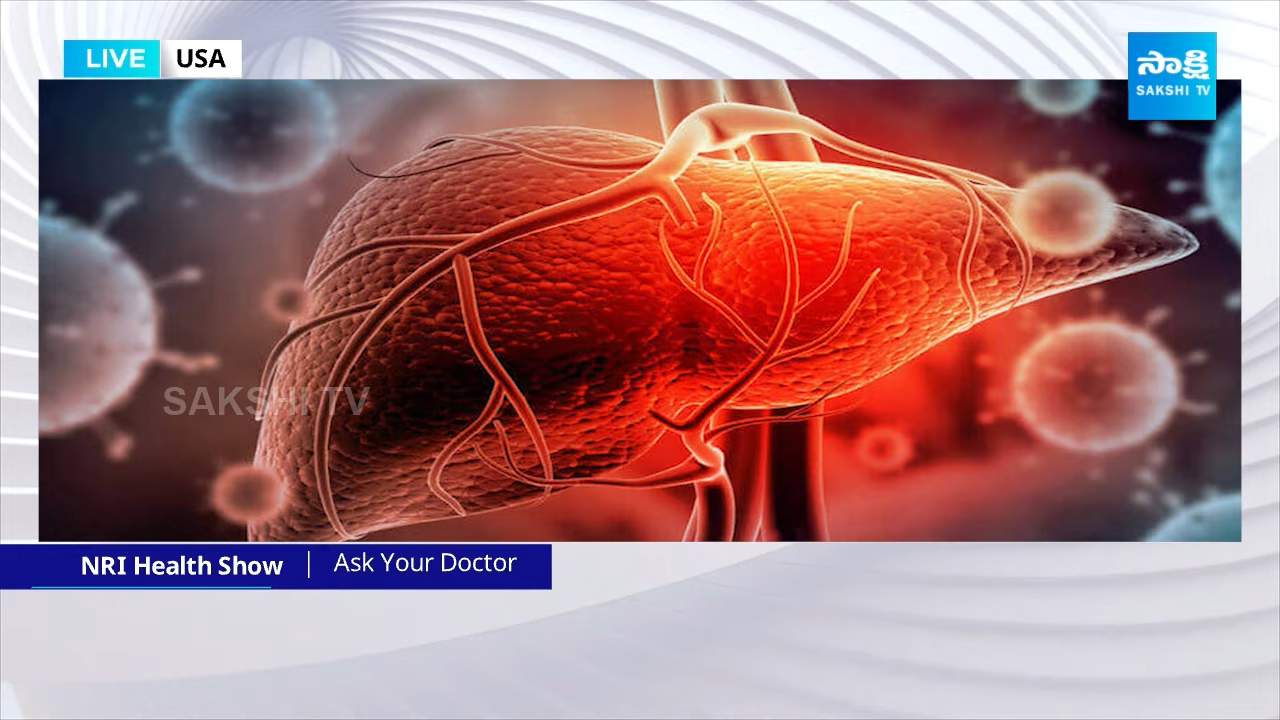 LIVE USA
సాక్షి
SAKSHI TV
SAKSHI TV
NRI Health Show | Ask Your Doctor